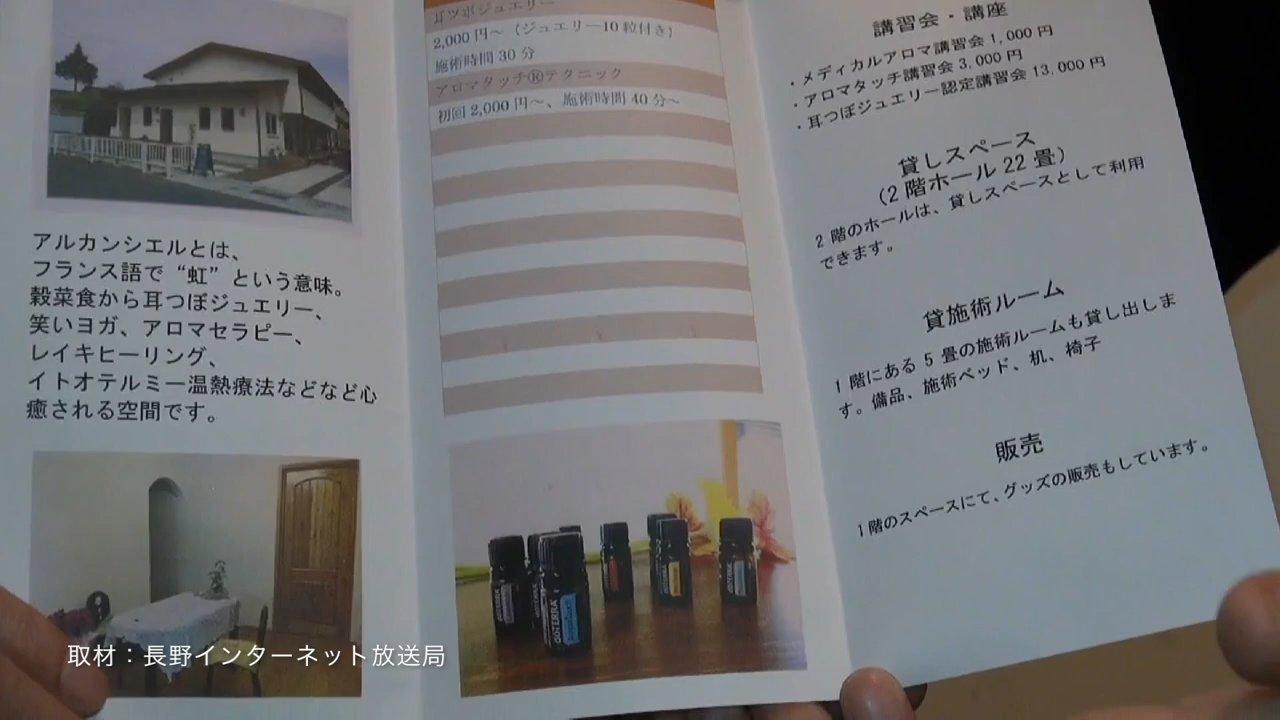 アルカンシエルとは、
フランス語で“虹”という意味。
穀菜食から耳つぼジュエリー、
笑いヨガ、アロマセラピー、
レイキヒーリング、
イトオテルミー温熱療法などなど心
癒される空間です。
耳ツボジュエリー
2,000円～（ジュエリー10粒付き）
施術時間30分
アロマタッチ®テクニック
初回2,000円～、施術時間40分～
DOTERRA
講習会・講座
・メディカルアロマ講習会 1,000円
・アロマタッチ講習会 3,000円
・耳つぼジュエリー認定講習会 13,000円
貸しスペース
（2階ホール22畳）
2階のホールは、貸しスペースとして利用
できます。
貸施術ルーム
1階にある5畳の施術ルームも貸し出しま
す。備品、施術ベッド、机、椅子
販売
1階のスペースにて、グッズの販売もしています。
取材：長野インターネット放送局